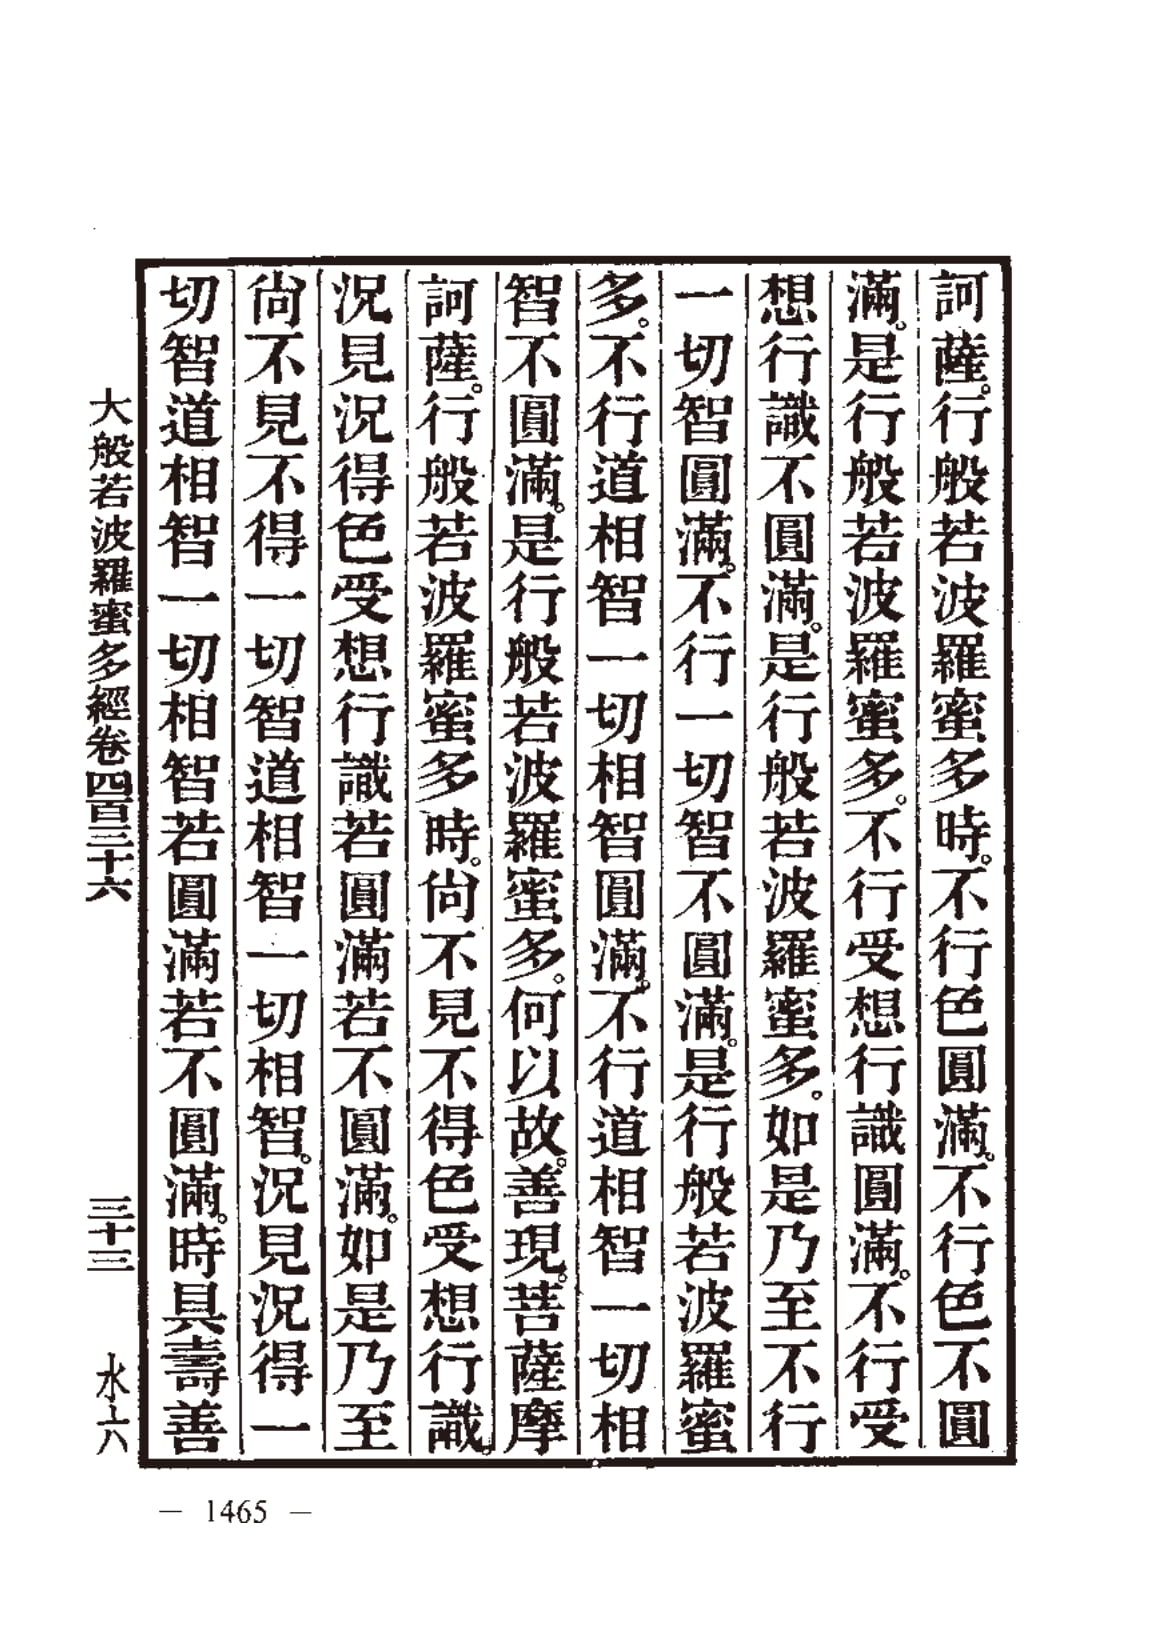 訶薩。行般若波羅蜜多時。不行色圓滿。不行色不圓
滿。是行般若波羅蜜多。不行受想行識圓滿。不行受
想行識不圓滿。是行般若波羅蜜多。如是乃至不行
一切智圓滿。不行一切智不圓滿。是行般若波羅蜜
多。不行道相智一切相智圓滿。不行道相智一切相
智不圓滿。是行般若波羅蜜多。何以故。善現。菩薩摩
訶薩。行般若波羅蜜多時。尙不見不得色受想行識。
況見況得色受想行識若圓滿若不圓滿。如是乃至
尙不見不得一切智道相智一切相智。況見況得一
切智道相智一切相智若圓滿若不圓滿。時具壽善
大般若波羅蜜多經卷四百三十六 三十三 水六
— 1465 —